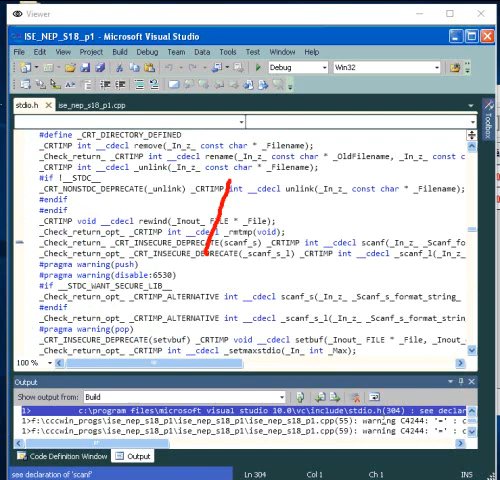 Viewer
ISE_NEP_S18_p1 - Microsoft Visual Studio
File Edit View Project Build Debug Team Data Tools Test Window Help
Debug Win32
stdio.h × ise_nep_s18_p1.cpp
Toolbox
#define _CRT_DIRECTORY_DEFINED
_CRTIMP int __cdecl remove(_In_z_ const char * _Filename);
_Check_return_ _CRTIMP int __cdecl rename(_In_z_ const char * _OldFilename, _In_z_ c
_CRTIMP int __cdecl _unlink(_In_z_ const char * _Filename);
#if !__STDC__
_CRT_NONSTDC_DEPRECATE(_unlink) _CRTIMP int __cdecl unlink(_In_z_ const char * _Filename);
#endif
#endif
_CRTIMP void __cdecl rewind(_Inout_ FILE * _File);
_Check_return_opt_ _CRTIMP int __cdecl _rmtmp(void);
_Check_return_opt_ _CRT_INSECURE_DEPRECATE(scanf_s) _CRTIMP int __cdecl scanf(_In_z_ _Scanf_fo
_Check_return_opt_ _CRT_INSECURE_DEPRECATE(_scanf_s_l) _CRTIMP int __cdecl _scanf_l(_In_z_
#pragma warning(push)
#pragma warning(disable:6530)
#if __STDC_WANT_SECURE_LIB__
_Check_return_opt_ _CRTIMP_ALTERNATIVE int __cdecl scanf_s(_In_z_ _Scanf_s_format_string_
#endif
_Check_return_opt_ _CRTIMP_ALTERNATIVE int __cdecl _scanf_s_l(_In_z_ _Scanf_s_format_string
#pragma warning(pop)
_CRT_INSECURE_DEPRECATE(setvbuf) _CRTIMP void __cdecl setbuf(_Inout_ FILE * _File, _Inout_
_Check_return_opt_ _CRTIMP int __cdecl _setmaxstdio(_In_ int _Max);
100 %
Output
Show output from: Build
1> c:\program files\microsoft visual studio 10.0\vc\include\stdio.h(304) : see declar
1>f:\cccwin_progs\ise_nep_s18_p1\ise_nep_s18_p1\ise_nep_s18_p1.cpp(55): warning C4244: '=' : c
1>f:\cccwin_progs\ise_nep_s18_p1\ise_nep_s18_p1\ise_nep_s18_p1.cpp(59): warning C4244: '=' : c
Code Definition Window Output
see declaration of 'scanf' Ln 304 Col 1 Ch 1